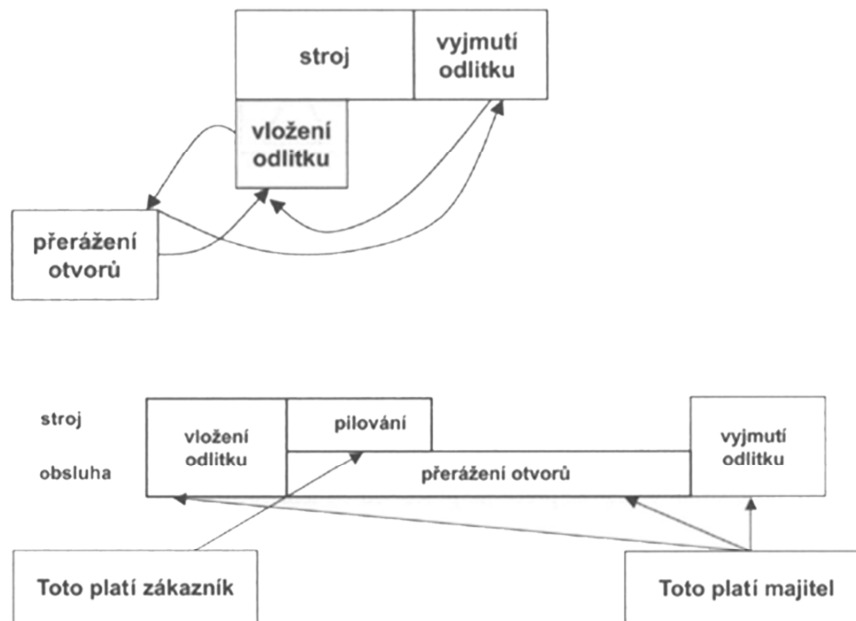 stroj
vyjmutí
odlitku
vložení
odlitku
přerážení
otvorů
stroj
obsluha
vložení
odlitku
pilování
přerážení otvorů
vyjmutí
odlitku
Toto platí zákazník
Toto platí majitel